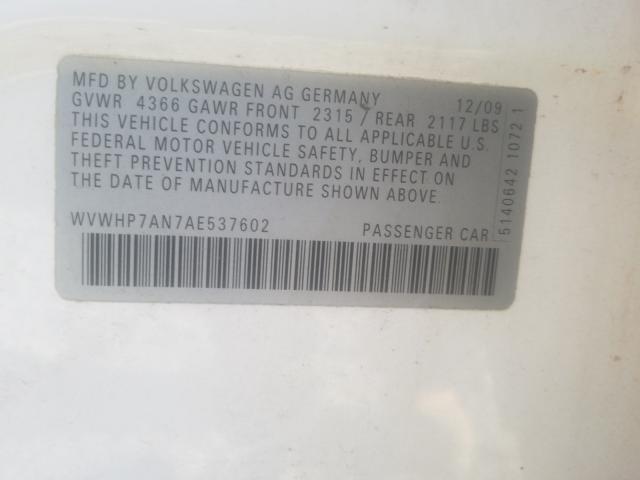 MFD BY VOLKSWAGEN AG GERMANY 12/09
GVWR 4366 GAWR FRONT 2315 / REAR 2117 LBS
THIS VEHICLE CONFORMS TO ALL APPLICABLE U.S.
FEDERAL MOTOR VEHICLE SAFETY, BUMPER AND
THEFT PREVENTION STANDARDS IN EFFECT ON
THE DATE OF MANUFACTURE SHOWN ABOVE.
WVWHP7AN7AE537602 PASSENGER CAR
5140642 1072 1